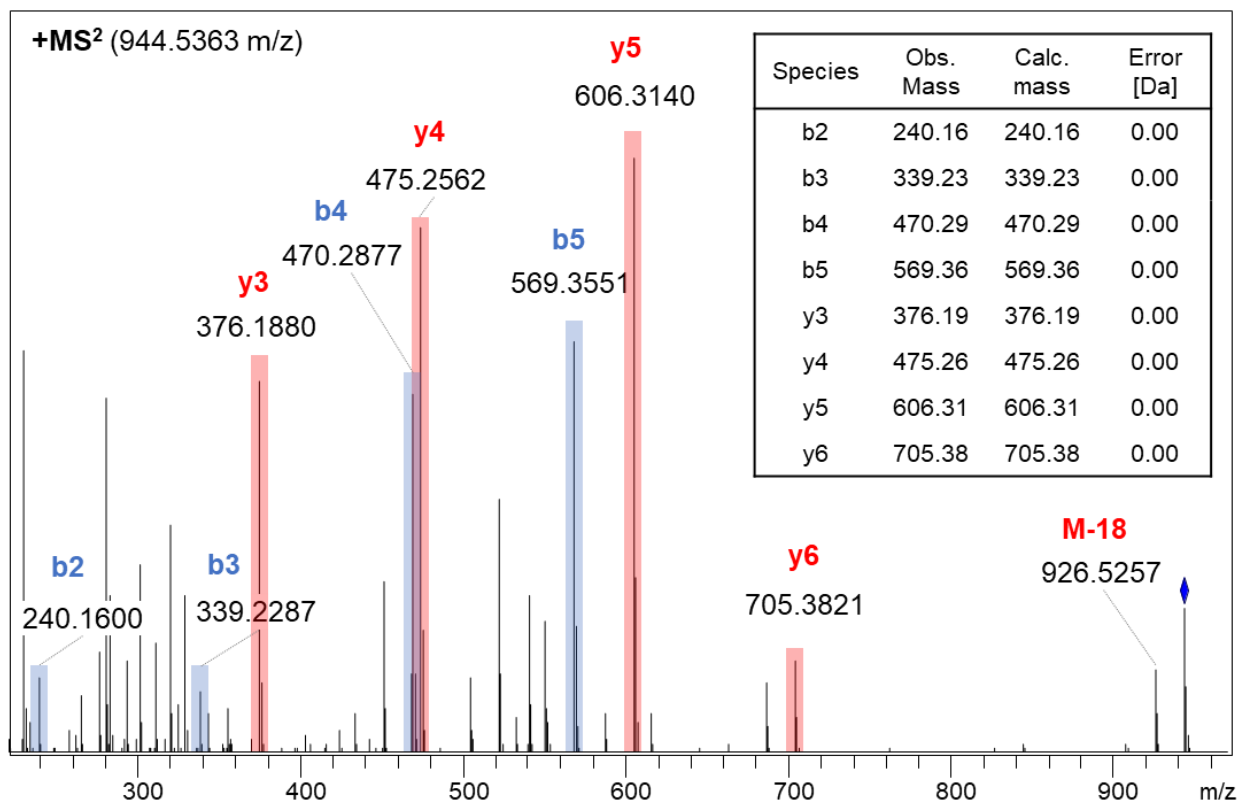 +MS² (944.5363 m/z)
y5
606.3140
y4
475.2562
b4
470.2877
b5
569.3551
y3
376.1880
b2
240.1600
b3
339.2287
y6
705.3821
M-18
926.5257
Species Obs. Mass Calc. mass Error [Da]
b2 240.16 240.16 0.00
b3 339.23 339.23 0.00
b4 470.29 470.29 0.00
b5 569.36 569.36 0.00
y3 376.19 376.19 0.00
y4 475.26 475.26 0.00
y5 606.31 606.31 0.00
y6 705.38 705.38 0.00
300 400 500 600 700 800 900 m/z